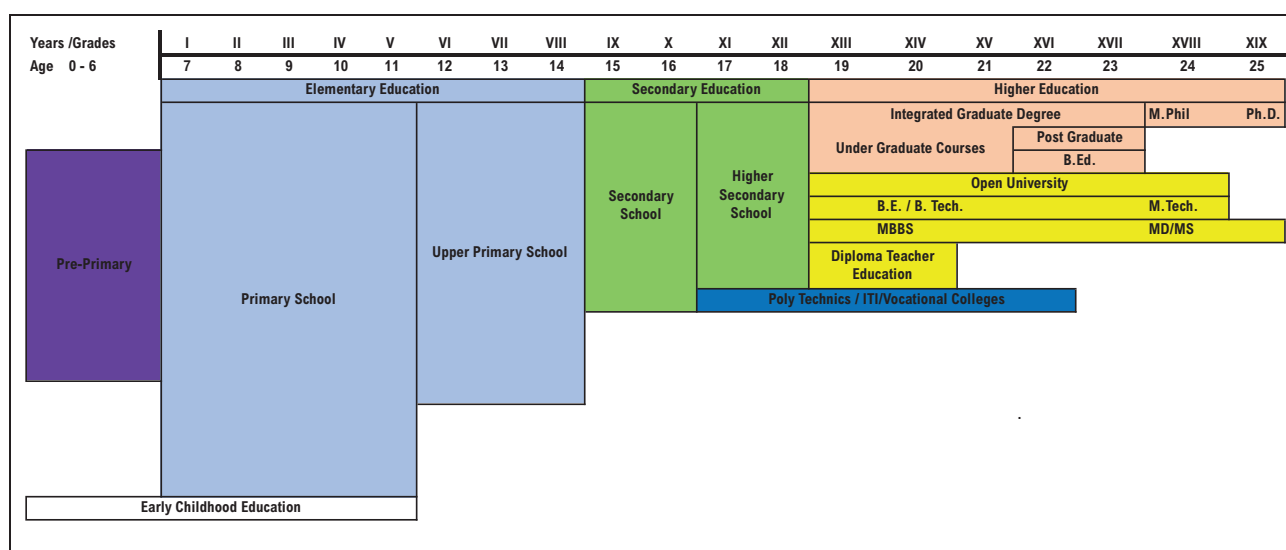 Years /Grades I II III IV V VI VII VIII IX X XI XII XIII XIV XV XVI XVII XVIII XIX
Age 0 - 6 7 8 9 10 11 12 13 14 15 16 17 18 19 20 21 22 23 24 25
Elementary Education Secondary Education Higher Education
Integrated Graduate Degree M.Phil Ph.D.
Under Graduate Courses
Post Graduate
B.Ed.
Open University
B.E. / B. Tech. M.Tech.
MBBS MD/MS
Diploma Teacher
Education
Poly Technics / ITI/Vocational Colleges
Higher
Secondary
School
Secondary
School
Upper Primary School
Pre-Primary
Primary School
Early Childhood Education